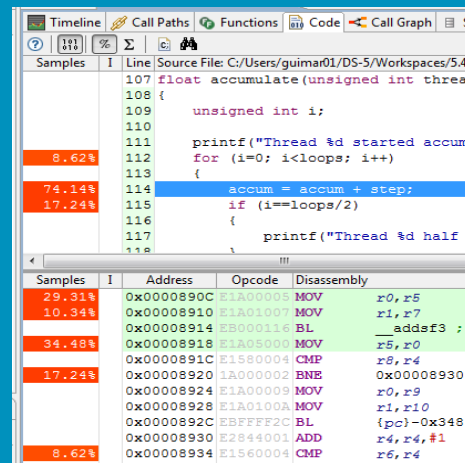 Timeline Call Paths Functions Code Call Graph
% Σ
Samples I Line Source File: C:/Users/guimar01/DS-5/Workspaces/5.4
107 float accumulate(unsigned int threa
108 {
109 unsigned int i;
110
111 printf("Thread %d started accum
8.62% 112 for (i=0; i<loops; i++)
113 {
74.14% 114 accum = accum + step;
17.24% 115 if (i==loops/2)
116 {
117 printf("Thread %d half
118 }
Samples I Address Opcode Disassembly
29.31% 0x0000890C E1A00005 MOV r0,r5
10.34% 0x00008910 E1A01007 MOV r1,r7
0x00008914 EB000116 BL __addsf3 ;
34.48% 0x00008918 E1A05000 MOV r5,r0
0x0000891C E1580004 CMP r8,r4
17.24% 0x00008920 1A000002 BNE 0x00008930
0x00008924 E1A00009 MOV r0,r9
0x00008928 E1A0100A MOV r1,r10
0x0000892C EBFFFF2C BL {pc}-0x348
0x00008930 E2844001 ADD r4,r4,#1
8.62% 0x00008934 E1560004 CMP r6,r4